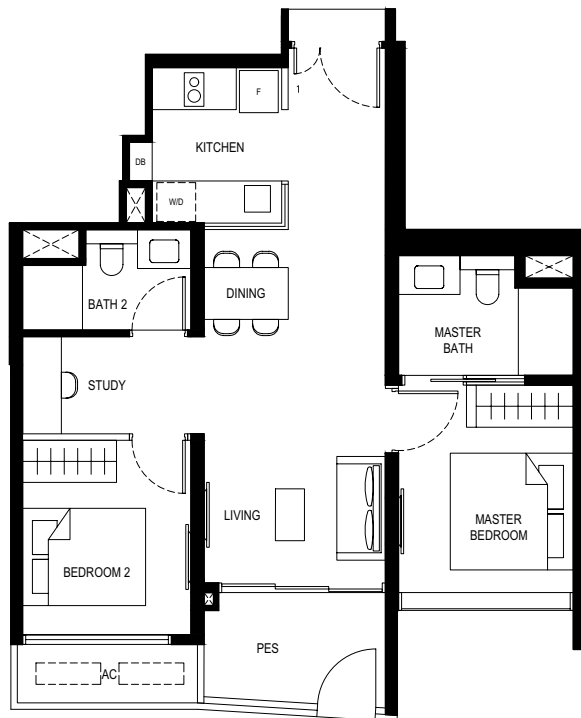 F
1
KITCHEN
DB
W/D
BATH 2
DINING
MASTER
BATH
STUDY
LIVING
MASTER
BEDROOM
BEDROOM 2
PES
AC